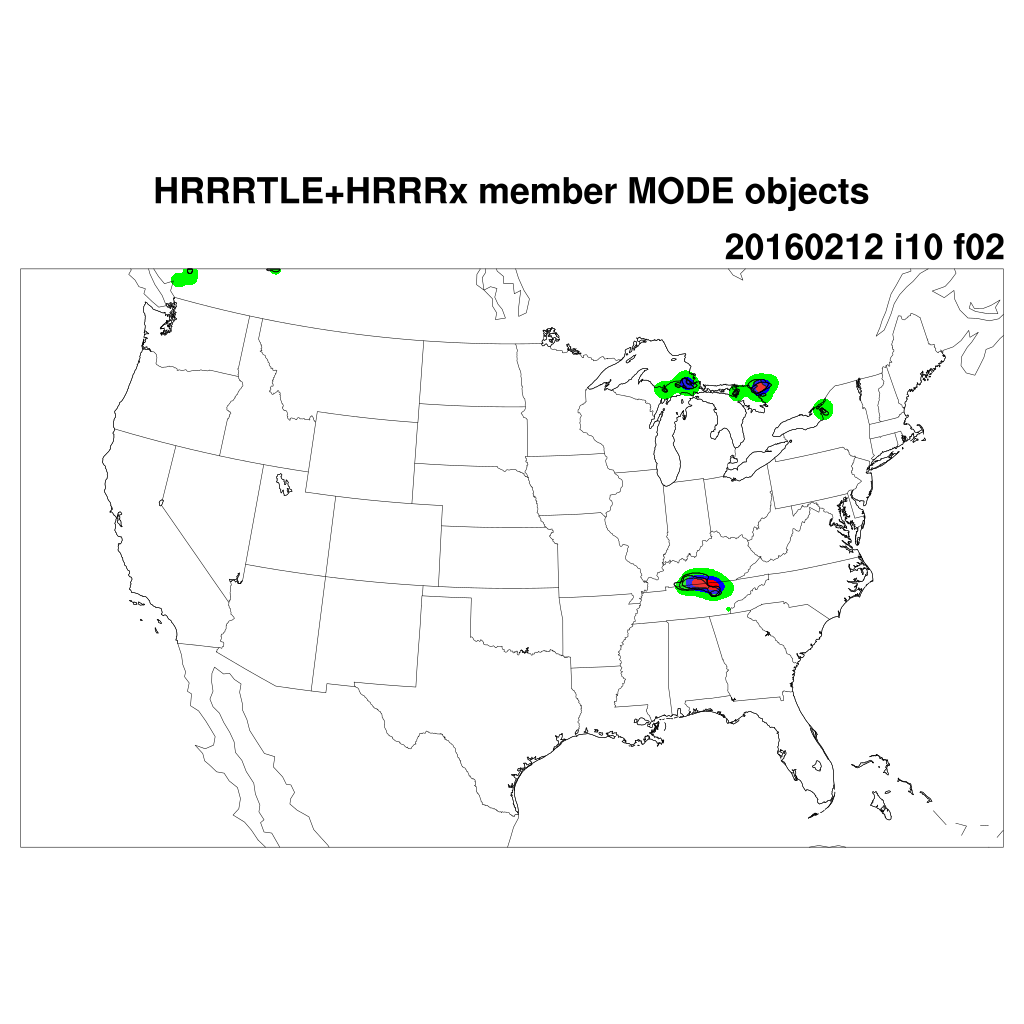 HRRRTLE+HRRRx member MODE objects
20160212 i10 f02